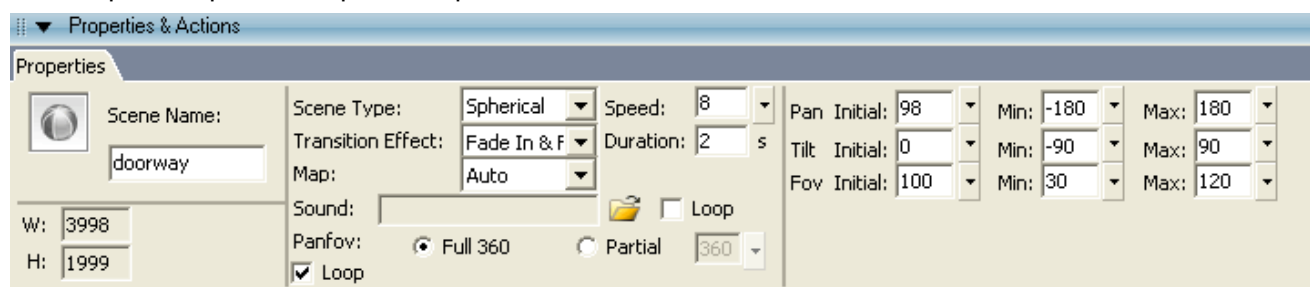 Properties & Actions
Properties
Scene Name:
doorway
W: 3998
H: 1999
Scene Type: Spherical Speed: 8
Transition Effect: Fade In & F Duration: 2 s
Map: Auto
Sound: Loop
Panfov: Full 360 Partial 360
Loop
Pan Initial: 98 Min: -180 Max: 180
Tilt Initial: 0 Min: -90 Max: 90
Fov Initial: 100 Min: 30 Max: 120